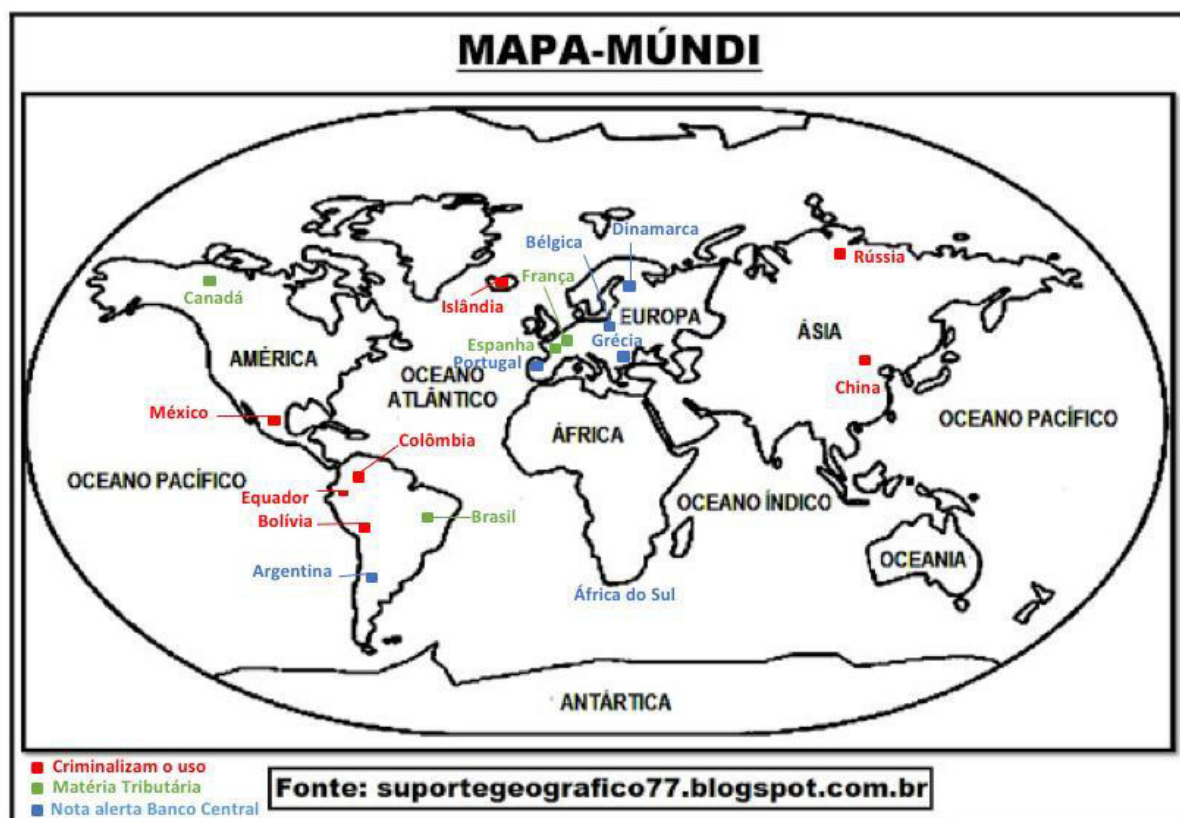 MAPA-MÚNDI
Dinamarca
Bélgica
França
Rússia
Canadá
Islândia
EUROPA
ÁSIA
Espanha
Grécia
AMÉRICA
Portugal
OCEANO
ATLÂNTICO
China
México
OCEANO PACÍFICO
ÁFRICA
Colômbia
OCEANO PACÍFICO
Equador
OCEANO ÍNDICO
Bolívia
Brasil
OCEANIA
Argentina
África do Sul
ANTÁRTICA
Criminalizam o uso
Matéria Tributária
Nota alerta Banco Central
Fonte: suportegeografico77.blogspot.com.br